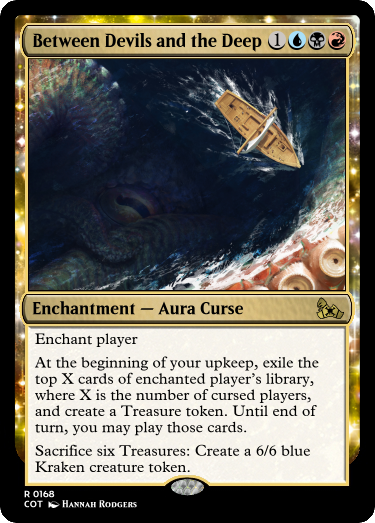 Between Devils and the Deep 1
Enchantment — Aura Curse
Enchant player
At the beginning of your upkeep, exile the
top X cards of enchanted player's library,
where X is the number of cursed players,
and create a Treasure token. Until end of
turn, you may play those cards.
Sacrifice six Treasures: Create a 6/6 blue
Kraken creature token.
R 0168
COT Hannah Rodgers